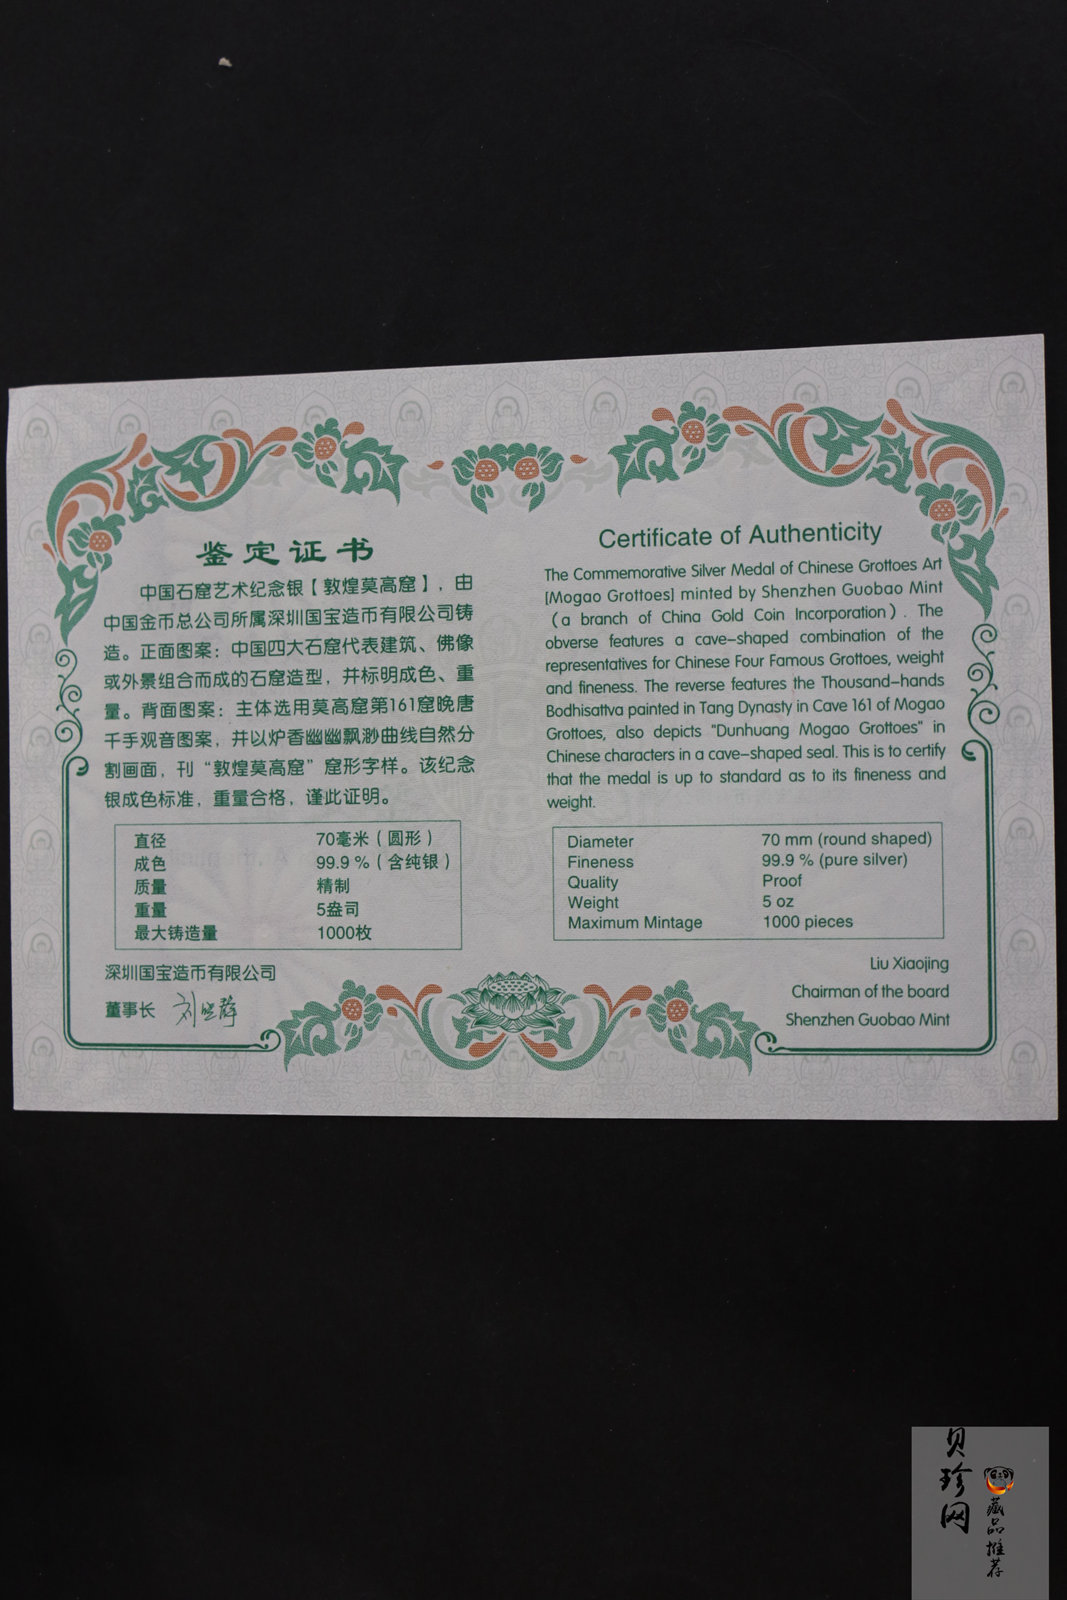 鉴定证书
中国石窟艺术纪念银【敦煌莫高窟】，由
中国金币总公司所属深圳国宝造币有限公司铸
造。正面图案：中国四大石窟代表建筑、佛像
或外景组合而成的石窟造型，并标明成色、重
量。背面图案：主体选用莫高窟第161窟晚唐
千手观音图案，并以炉香幽幽飘渺曲线自然分
割画面，刊“敦煌莫高窟”窟形字样。该纪念
银成色标准，重量合格，谨此证明。
直径 70毫米（圆形）
成色 99.9％（含纯银）
质量 精制
重量 5盎司
最大铸造量 1000枚
深圳国宝造币有限公司
董事长 刘晓静
Certificate of Authenticity
The Commemorative Silver Medal of Chinese Grottoes Art
[Mogao Grottoes] minted by Shenzhen Guobao Mint
（a branch of China Gold Coin Incorporation）. The
obverse features a cave-shaped combination of the
representatives for Chinese Four Famous Grottoes, weight
and fineness. The reverse features the Thousand-hands
Bodhisattva painted in Tang Dynasty in Cave 161 of Mogao
Grottoes, also depicts "Dunhuang Mogao Grottoes" in
Chinese characters in a cave-shaped seal. This is to certify
that the medal is up to standard as to its fineness and
weight.
Diameter 70 mm (round shaped)
Fineness 99.9 % (pure silver)
Quality Proof
Weight 5 oz
Maximum Mintage 1000 pieces
Liu Xiaojing
Chairman of the board
Shenzhen Guobao Mint
贝珍网
藏品推荐